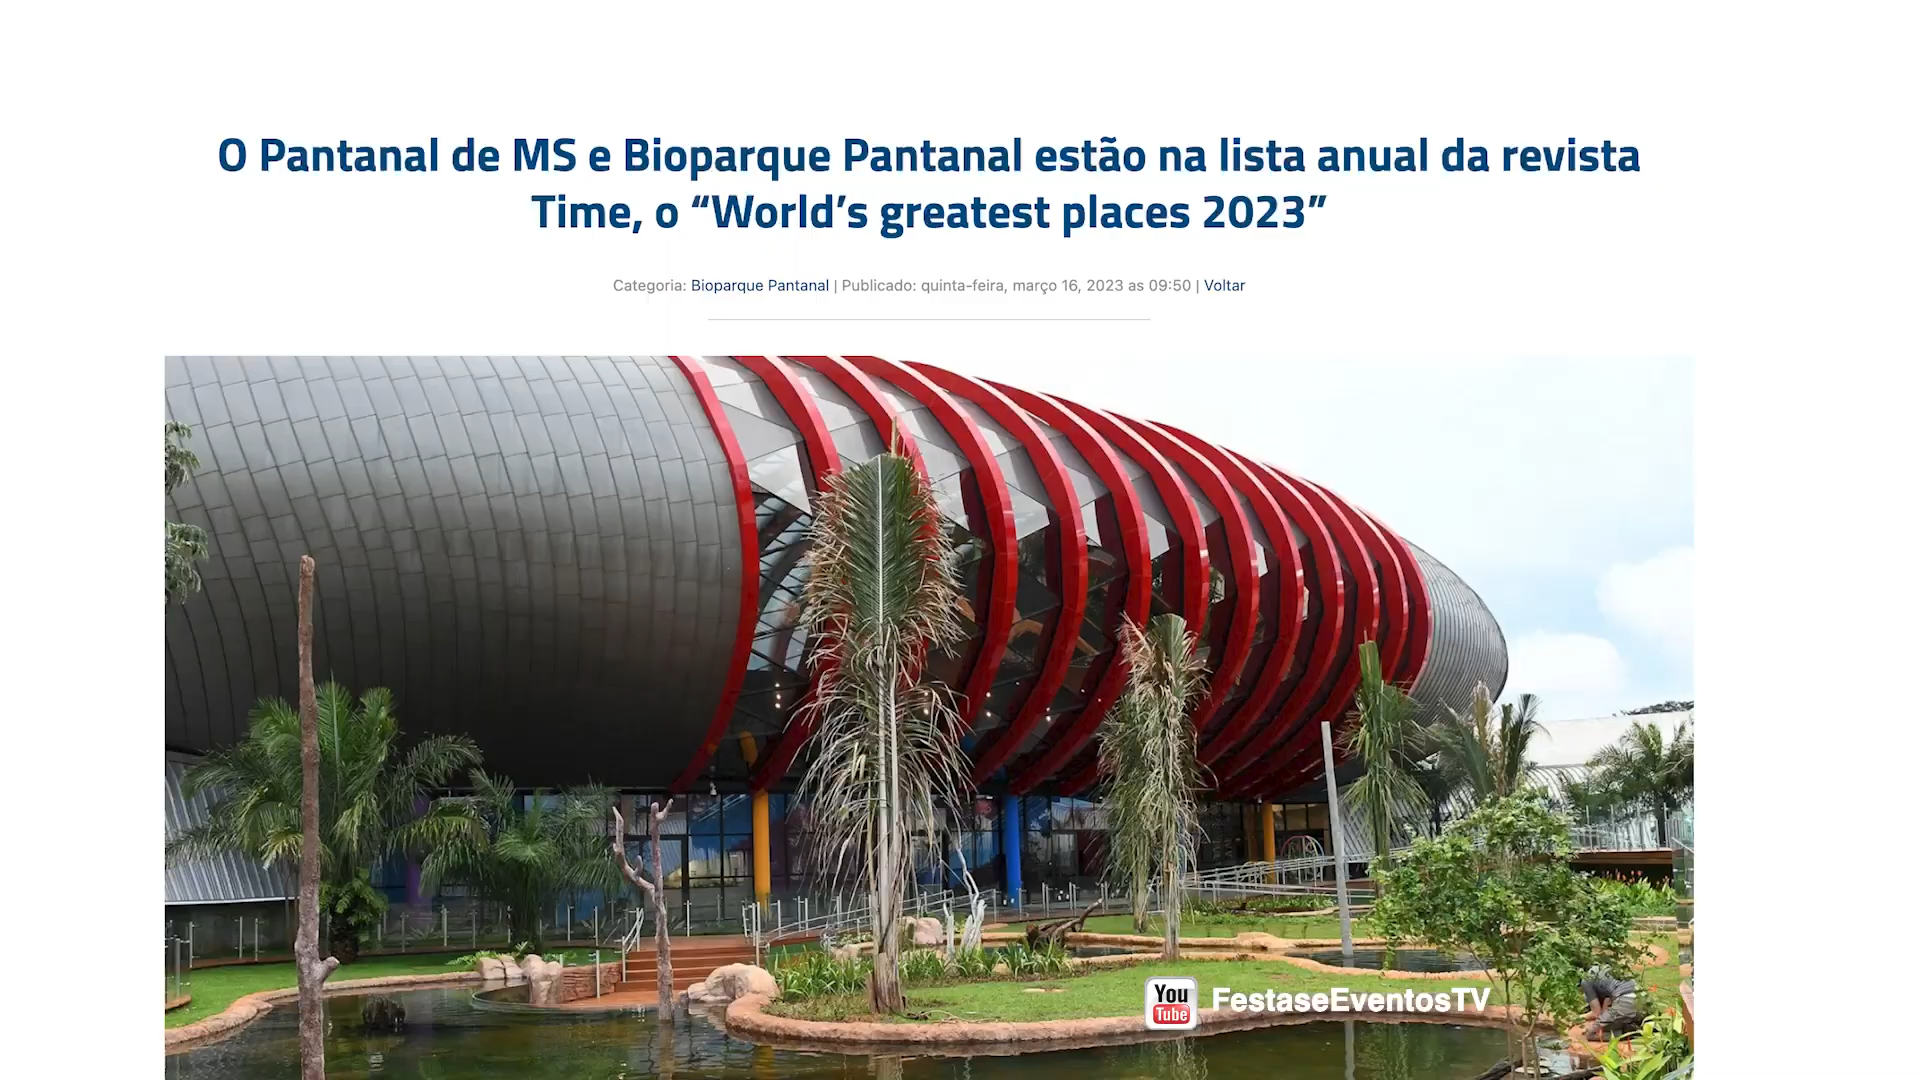 O Pantanal de MS e Bioparque Pantanal estão na lista anual da revista
Time, o “World’s greatest places 2023”
Categoria: Bioparque Pantanal | Publicado: quinta-feira, março 16, 2023 as 09:50 | Voltar
You
Tube
FestaseEventosTV